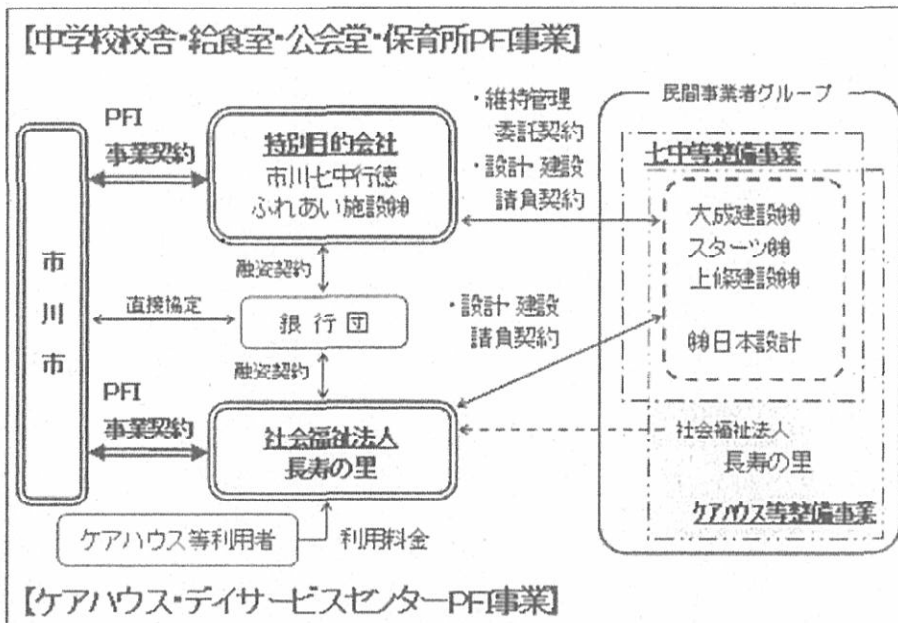 【中学校校舎・給食室・公会堂・保育所PFI事業】
PFI
事業契約
特別目的会社
市川七中行徳
ふれあい施設㈱
・維持管理
委託契約
・設計・建設
請負契約
民間事業者グループ
七中等整備事業
大成建設㈱
スターツ㈱
上條建設㈱
㈱日本設計
市川市
融資契約
直接協定
銀行団
融資契約
・設計・建設
請負契約
PFI
事業契約
社会福祉法人
長寿の里
社会福祉法人
長寿の里
ケアハウス等整備事業
ケアハウス等利用者
利用料金
【ケアハウス・デイサービスセンターPFI事業】